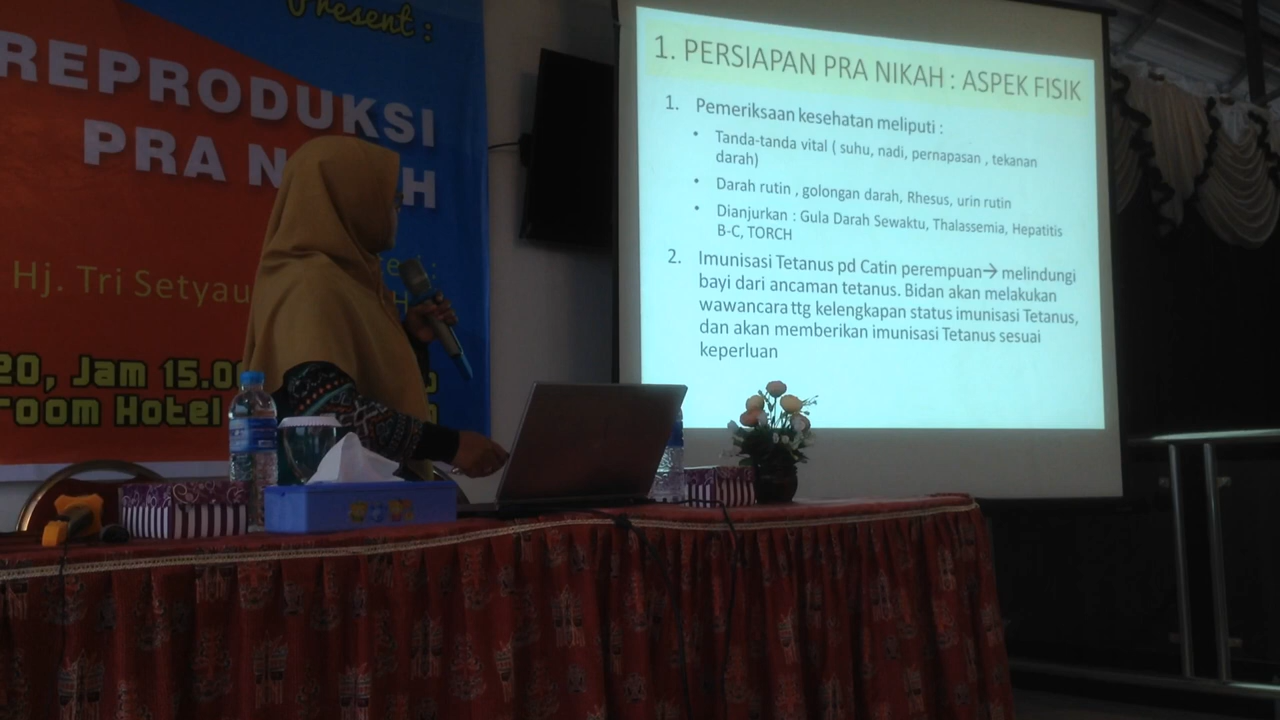 Present :
REPRODUKSI
PRA
H
Hj. Tri Setyau
20, Jam 15.00
room Hotel
1. PERSIAPAN PRA NIKAH : ASPEK FISIK
1. Pemeriksaan kesehatan meliputi :
• Tanda-tanda vital ( suhu, nadi, pernapasan , tekanan
darah)
• Darah rutin , golongan darah, Rhesus, urin rutin
• Dianjurkan : Gula Darah Sewaktu, Thalassemia, Hepatitis
B-C, TORCH
2. Imunisasi Tetanus pd Catin perempuan→ melindungi
bayi dari ancaman tetanus. Bidan akan melakukan
wawancara ttg kelengkapan status imunisasi Tetanus,
dan akan memberikan imunisasi Tetanus sesuai
keperluan